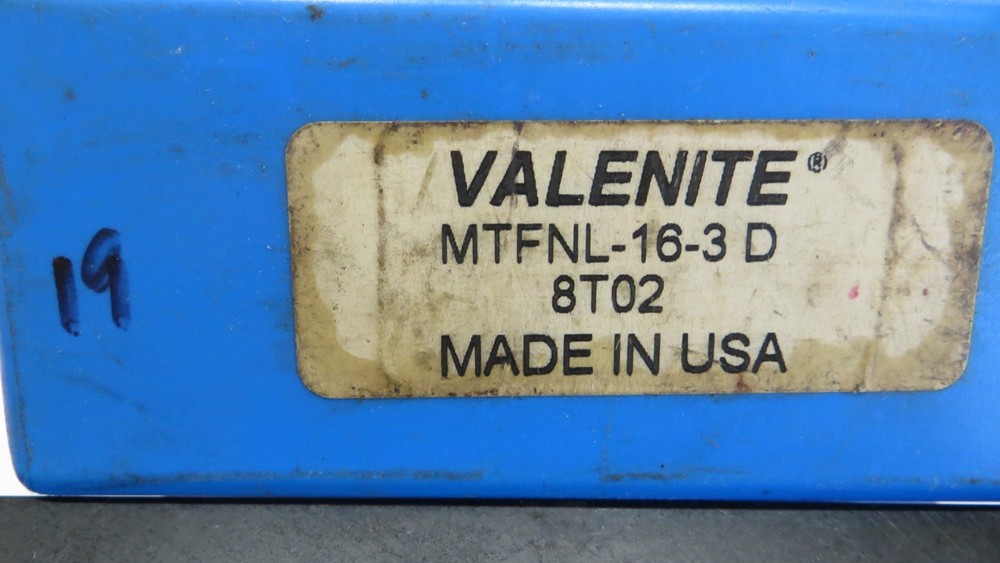 19
VALENITE®
MTFNL-16-3 D
8T02
MADE IN USA